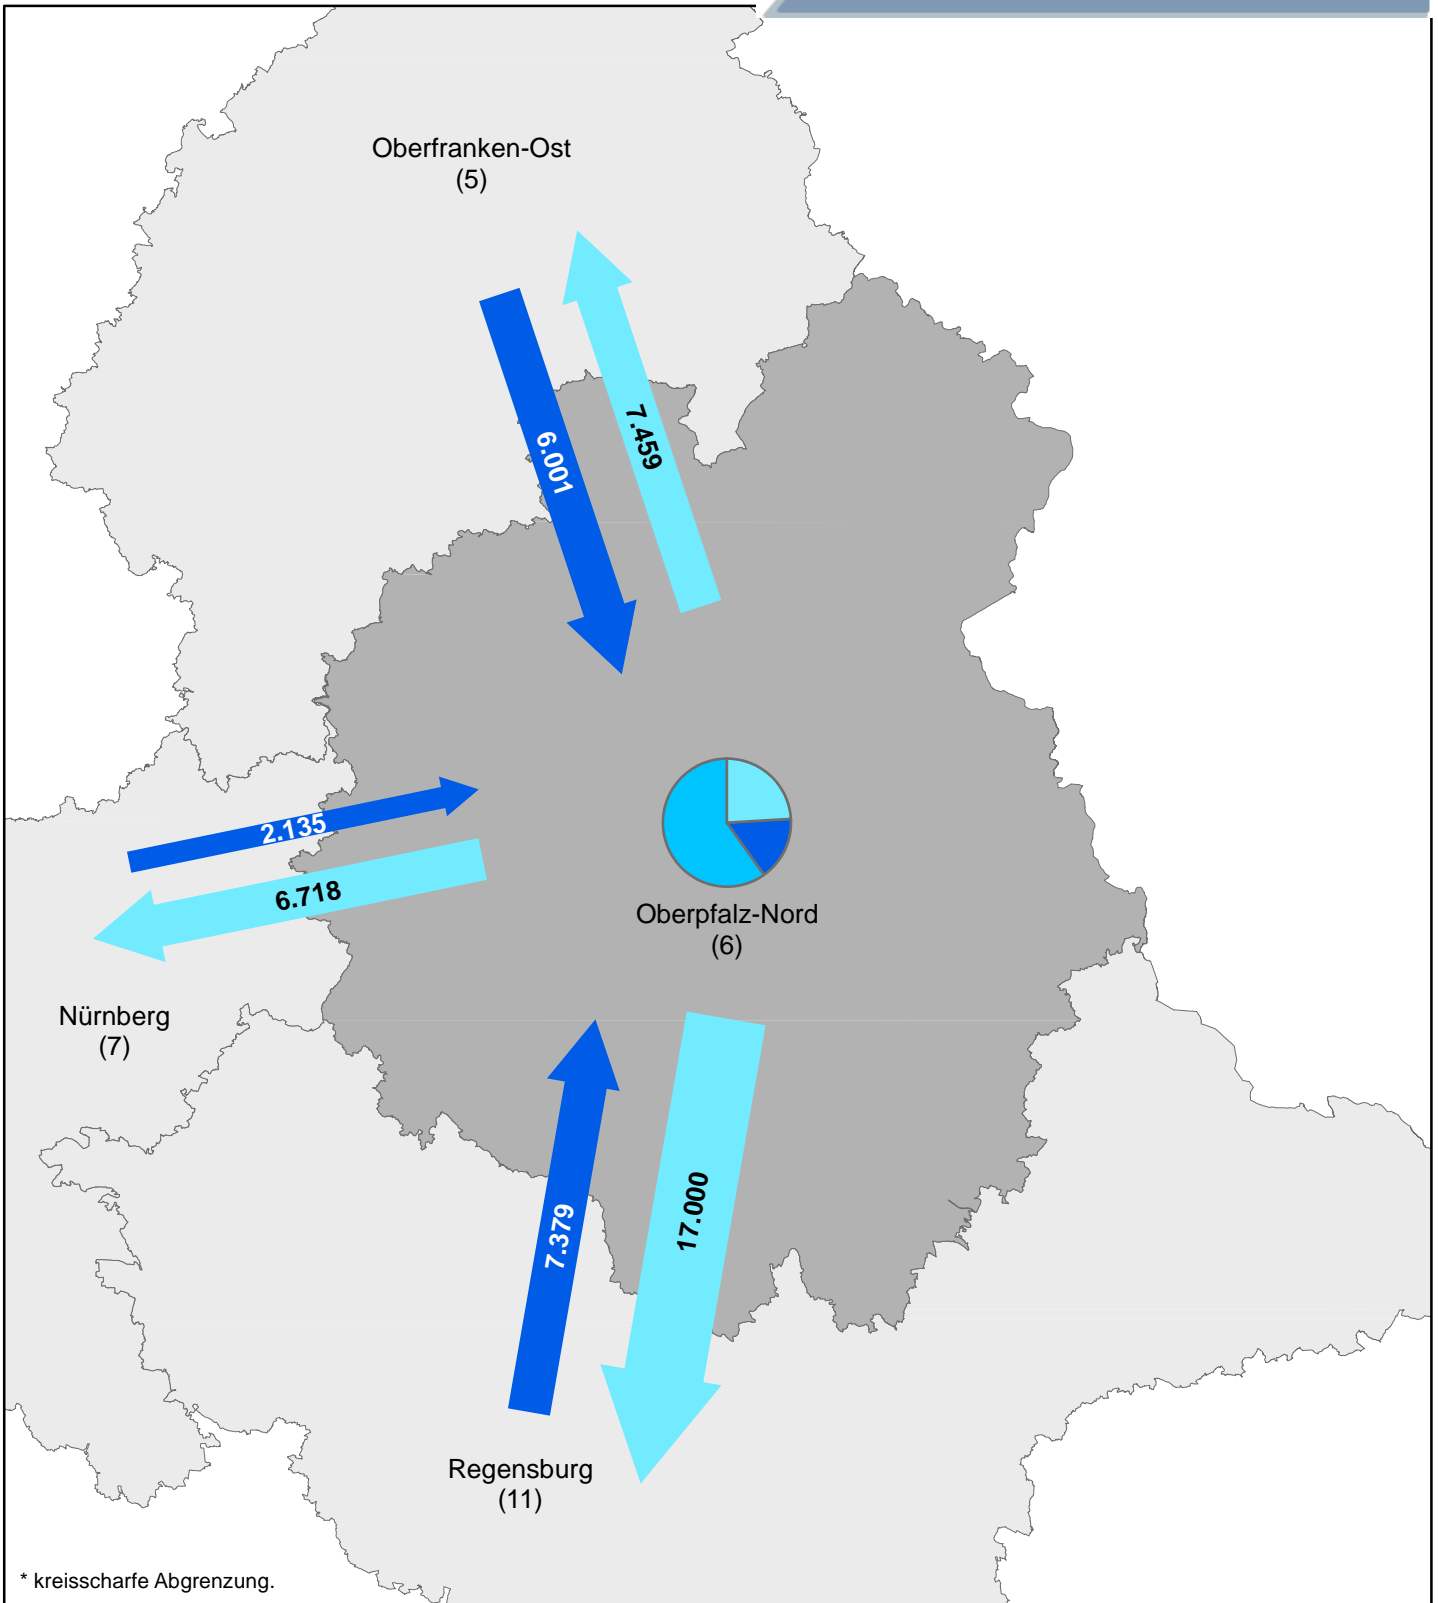 Oberfranken-Ost
(5)
7.459
6.001
2.135
6.718
Oberpfalz-Nord
(6)
Nürnberg
(7)
17.000
7.379
Regensburg
(11)
* kreisscharfe Abgrenzung.